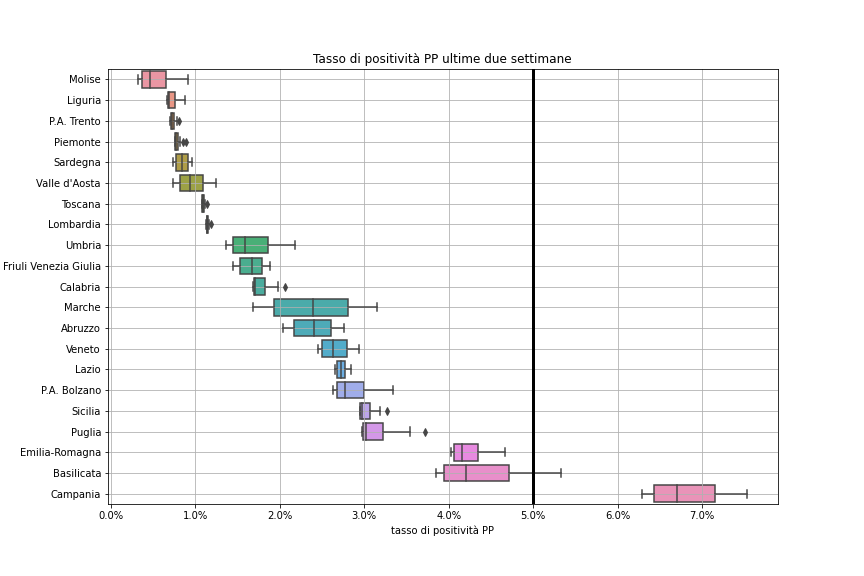 Tasso di positività PP ultime due settimane
Molise
Liguria
P.A. Trento
Piemonte
Sardegna
Valle d'Aosta
Toscana
Lombardia
Umbria
Friuli Venezia Giulia
Calabria
Marche
Abruzzo
Veneto
Lazio
P.A. Bolzano
Sicilia
Puglia
Emilia-Romagna
Basilicata
Campania
0.0% 1.0% 2.0% 3.0% 4.0% 5.0% 6.0% 7.0%
tasso di positività PP